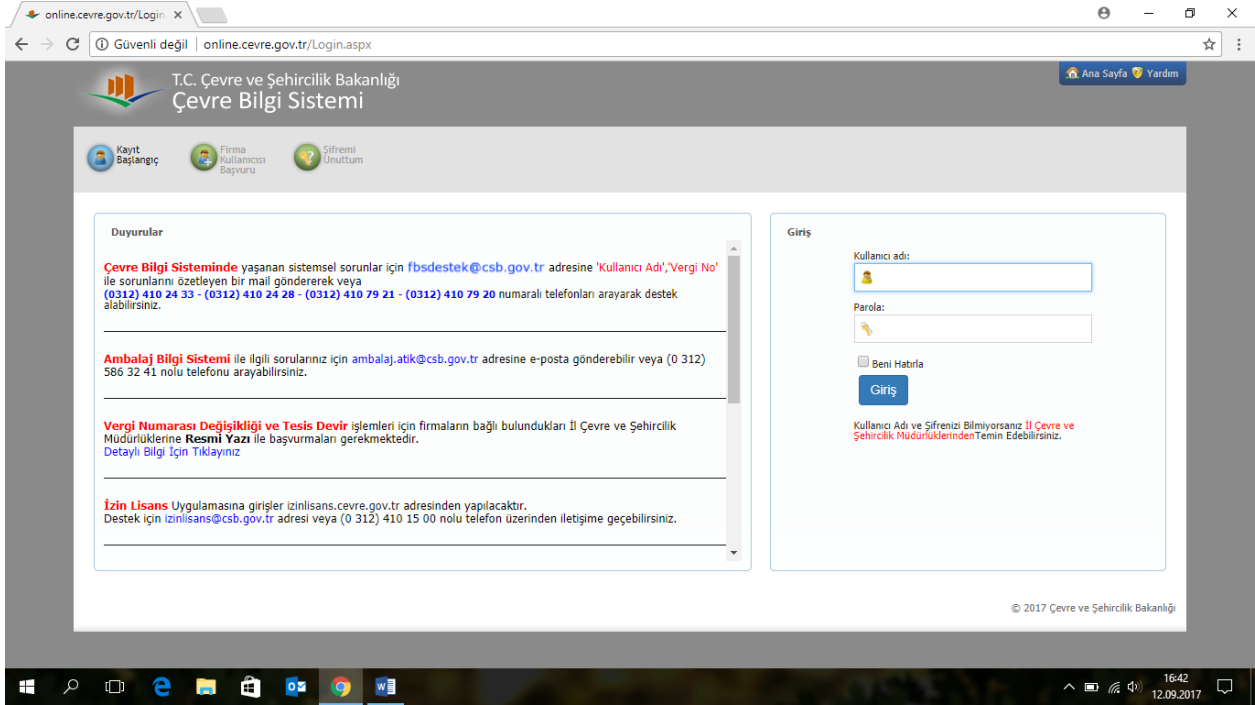 online.cevre.gov.tr/Login
Güvenli değil | online.cevre.gov.tr/Login.aspx
T.C. Çevre ve Şehircilik Bakanlığı
Çevre Bilgi Sistemi
Ana Sayfa Yardım
Kayıt
Başlangıç
Firma
Kullanıcısı
Başvuru
Şifremi
Unuttum
Duyurular
Çevre Bilgi Sisteminde yaşanan sistemsel sorunlar için fbsdestek@csb.gov.tr adresine 'Kullanıcı Adı','Vergi No'
ile sorunlarını özetleyen bir mail göndererek veya
(0312) 410 24 33 - (0312) 410 24 28 - (0312) 410 79 21 - (0312) 410 79 20 numaralı telefonları arayarak destek
alabilirsiniz.
Ambalaj Bilgi Sistemi ile ilgili sorularınız için ambalaj.atik@csb.gov.tr adresine e-posta gönderebilir veya (0 312)
586 32 41 nolu telefonu arayabilirsiniz.
Vergi Numarası Değişikliği ve Tesis Devir işlemleri için firmaların bağlı bulundukları İl Çevre ve Şehircilik
Müdürlüklerine Resmi Yazı ile başvurmaları gerekmektedir.
Detaylı Bilgi İçin Tıklayınız
İzin Lisans Uygulamasına girişler izinlisans.cevre.gov.tr adresinden yapılacaktır.
Destek için izinlisans@csb.gov.tr adresi veya (0 312) 410 15 00 nolu telefon üzerinden iletişime geçebilirsiniz.
Giriş
Kullanıcı adı:
Parola:
Beni Hatırla
Giriş
Kullanıcı Adı ve Şifrenizi Bilmiyorsanız İl Çevre ve
Şehircilik MüdürlüklerindenTemin Edebilirsiniz.
© 2017 Çevre ve Şehircilik Bakanlığı
16:42
12.09.2017